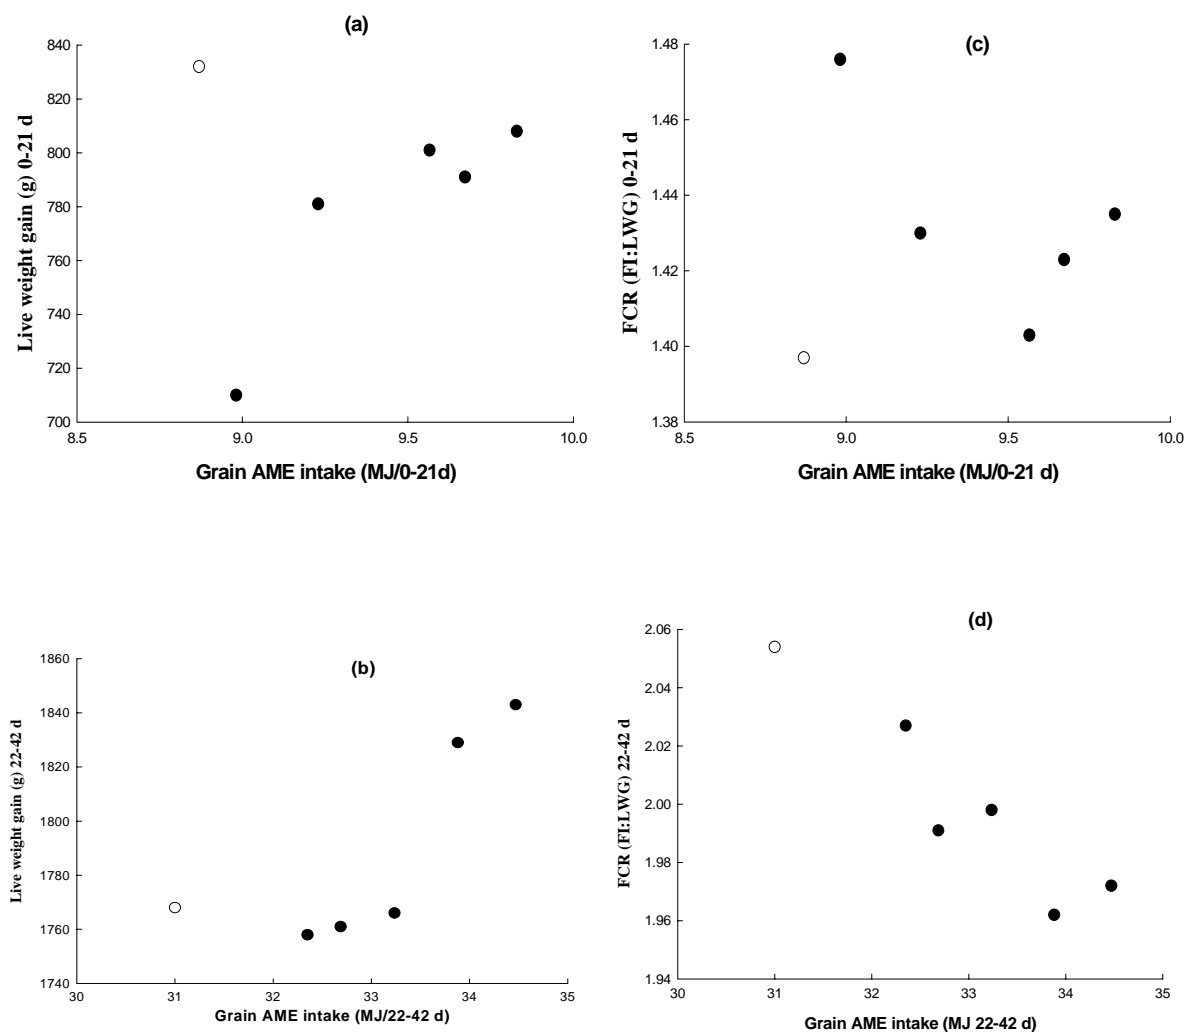 (a)
840
820
800
780
760
740
720
700
Live weight gain (g) 0-21 d
8.5 9.0 9.5 10.0
Grain AME intake (MJ/0-21d)
(c)
1.48
1.46
1.44
1.42
1.40
1.38
FCR (FI:LWG) 0-21 d
8.5 9.0 9.5 10.0
Grain AME intake (MJ/0-21 d)
(b)
1860
1840
1820
1800
1780
1760
1740
Live weight gain (g) 22-42 d
30 31 32 33 34 35
Grain AME intake (MJ/22-42 d)
(d)
2.06
2.04
2.02
2.00
1.98
1.96
1.94
FCR (FI:LWG) 22-42 d
30 31 32 33 34 35
Grain AME intake (MJ 22-42 d)